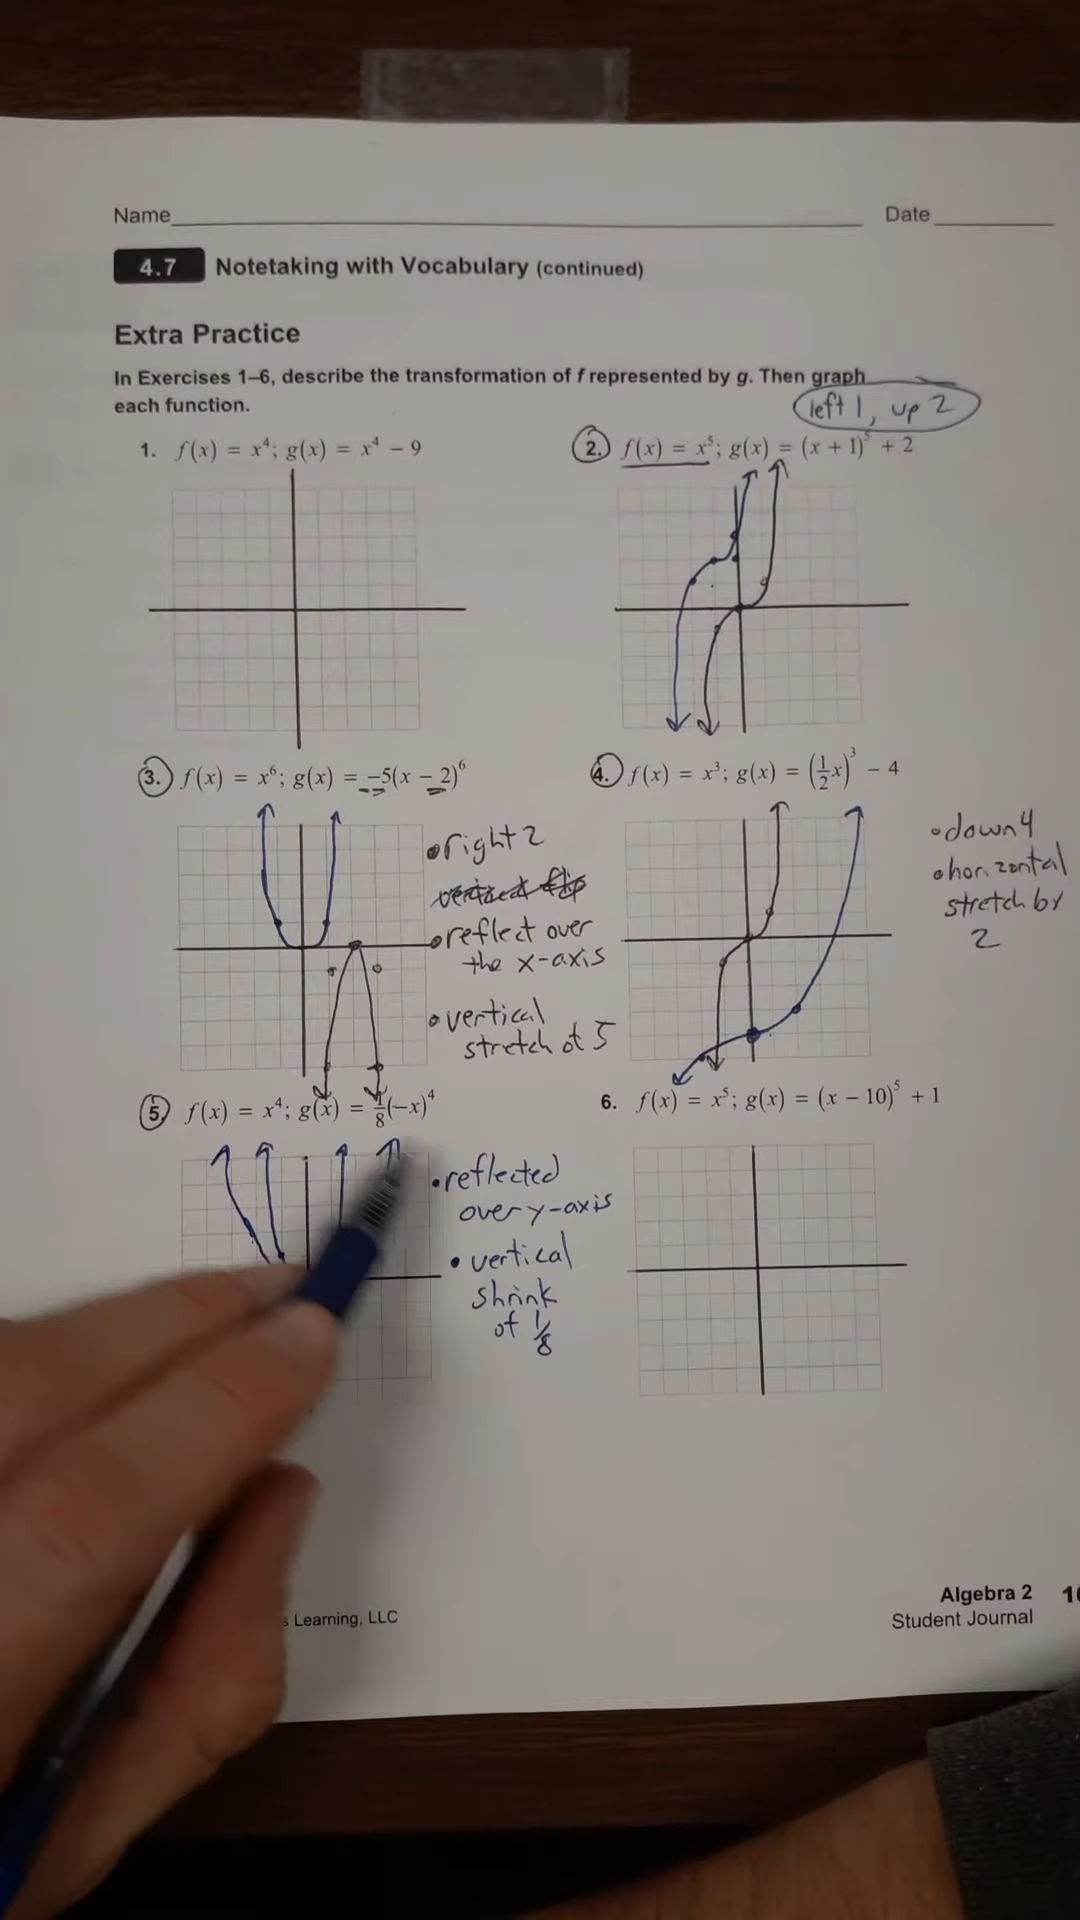 Name Date
4.7 Notetaking with Vocabulary (continued)
Extra Practice
In Exercises 1–6, describe the transformation of f represented by g. Then graph
each function.
left 1, up 2
1. f(x) = x⁴; g(x) = x⁴ − 9
2. f(x) = x⁵; g(x) = (x + 1)⁵ + 2
3. f(x) = x⁶; g(x) = −5(x − 2)⁶
• right 2
• reflect over
the x-axis
• vertical
stretch of 5
4. f(x) = x³; g(x) = (½x)³ − 4
• down 4
• horizontal
stretch by
2
5. f(x) = x⁴; g(x) = ⅛(−x)⁴
• reflected
over y-axis
• vertical
shrink
of ⅛
6. f(x) = x⁵; g(x) = (x − 10)⁵ + 1
Learning, LLC
Algebra 2
Student Journal